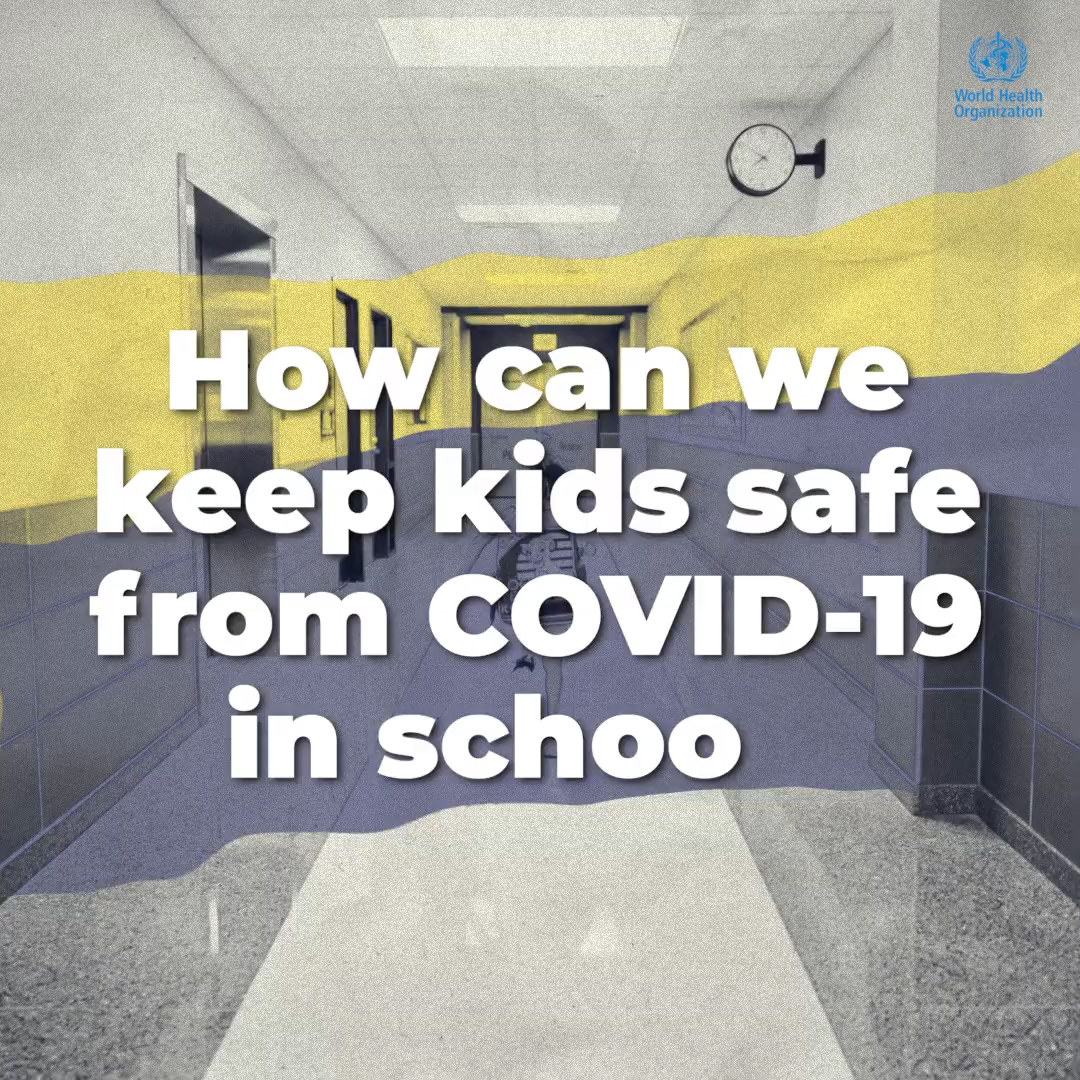 World Health
Organization
How can we
keep kids safe
from COVID-19
in schoo